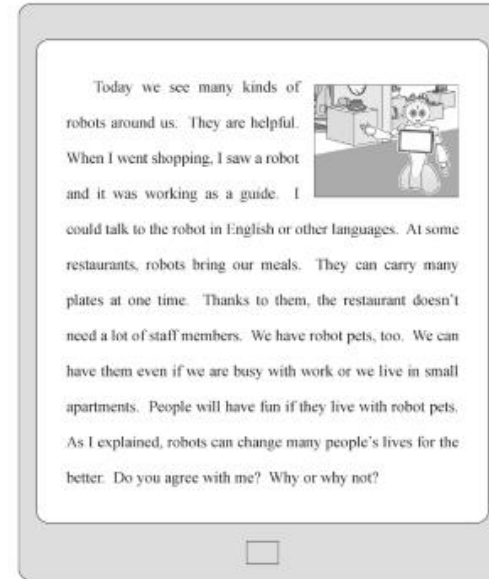 Today we see many kinds of
robots around us. They are helpful.
When I went shopping, I saw a robot
and it was working as a guide. I
could talk to the robot in English or other languages. At some
restaurants, robots bring our meals. They can carry many
plates at one time. Thanks to them, the restaurant doesn't
need a lot of staff members. We have robot pets, too. We can
have them even if we are busy with work or we live in small
apartments. People will have fun if they live with robot pets.
As I explained, robots can change many people's lives for the
better. Do you agree with me? Why or why not?